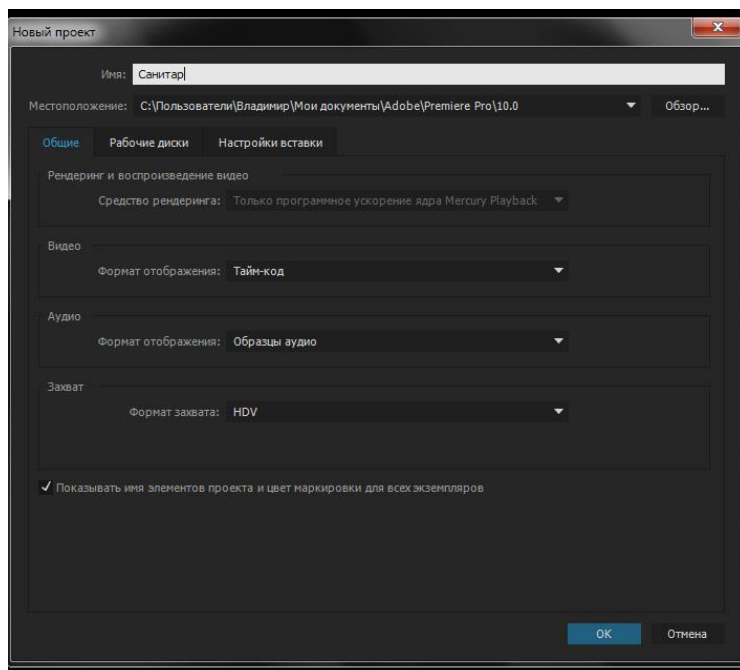 Новый проект
Имя: Санитар
Местоположение: C:\Пользователи\Владимир\Мои документы\Adobe\Premiere Pro\10.0 Обзор...
Общие Рабочие диски Настройки вставки
Рендеринг и воспроизведение видео
Средство рендеринга: Только программное ускорение ядра Mercury Playback
Видео
Формат отображения: Тайм-код
Аудио
Формат отображения: Образцы аудио
Захват
Формат захвата: HDV
Показывать имя элементов проекта и цвет маркировки для всех экземпляров
OK Отмена